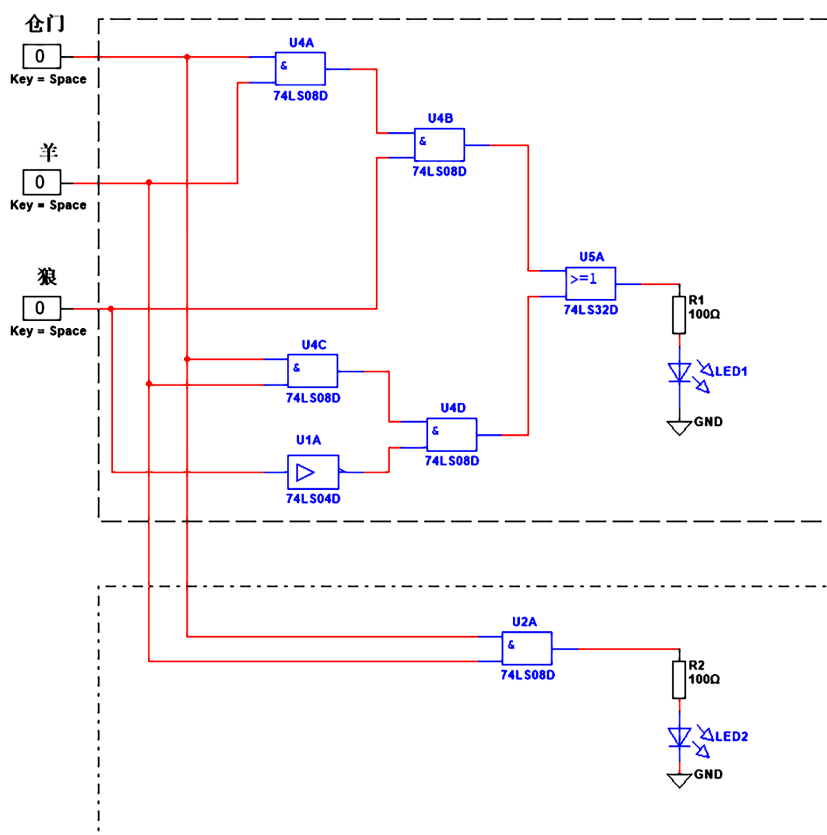 仓门
0
Key = Space
羊
0
Key = Space
狼
0
Key = Space
U4A
&
74LS08D
U4B
&
74LS08D
U5A
>=1
74LS32D
R1
100Ω
LED1
GND
U4C
&
74LS08D
U4D
&
74LS08D
U1A
74LS04D
U2A
&
74LS08D
R2
100Ω
LED2
GND